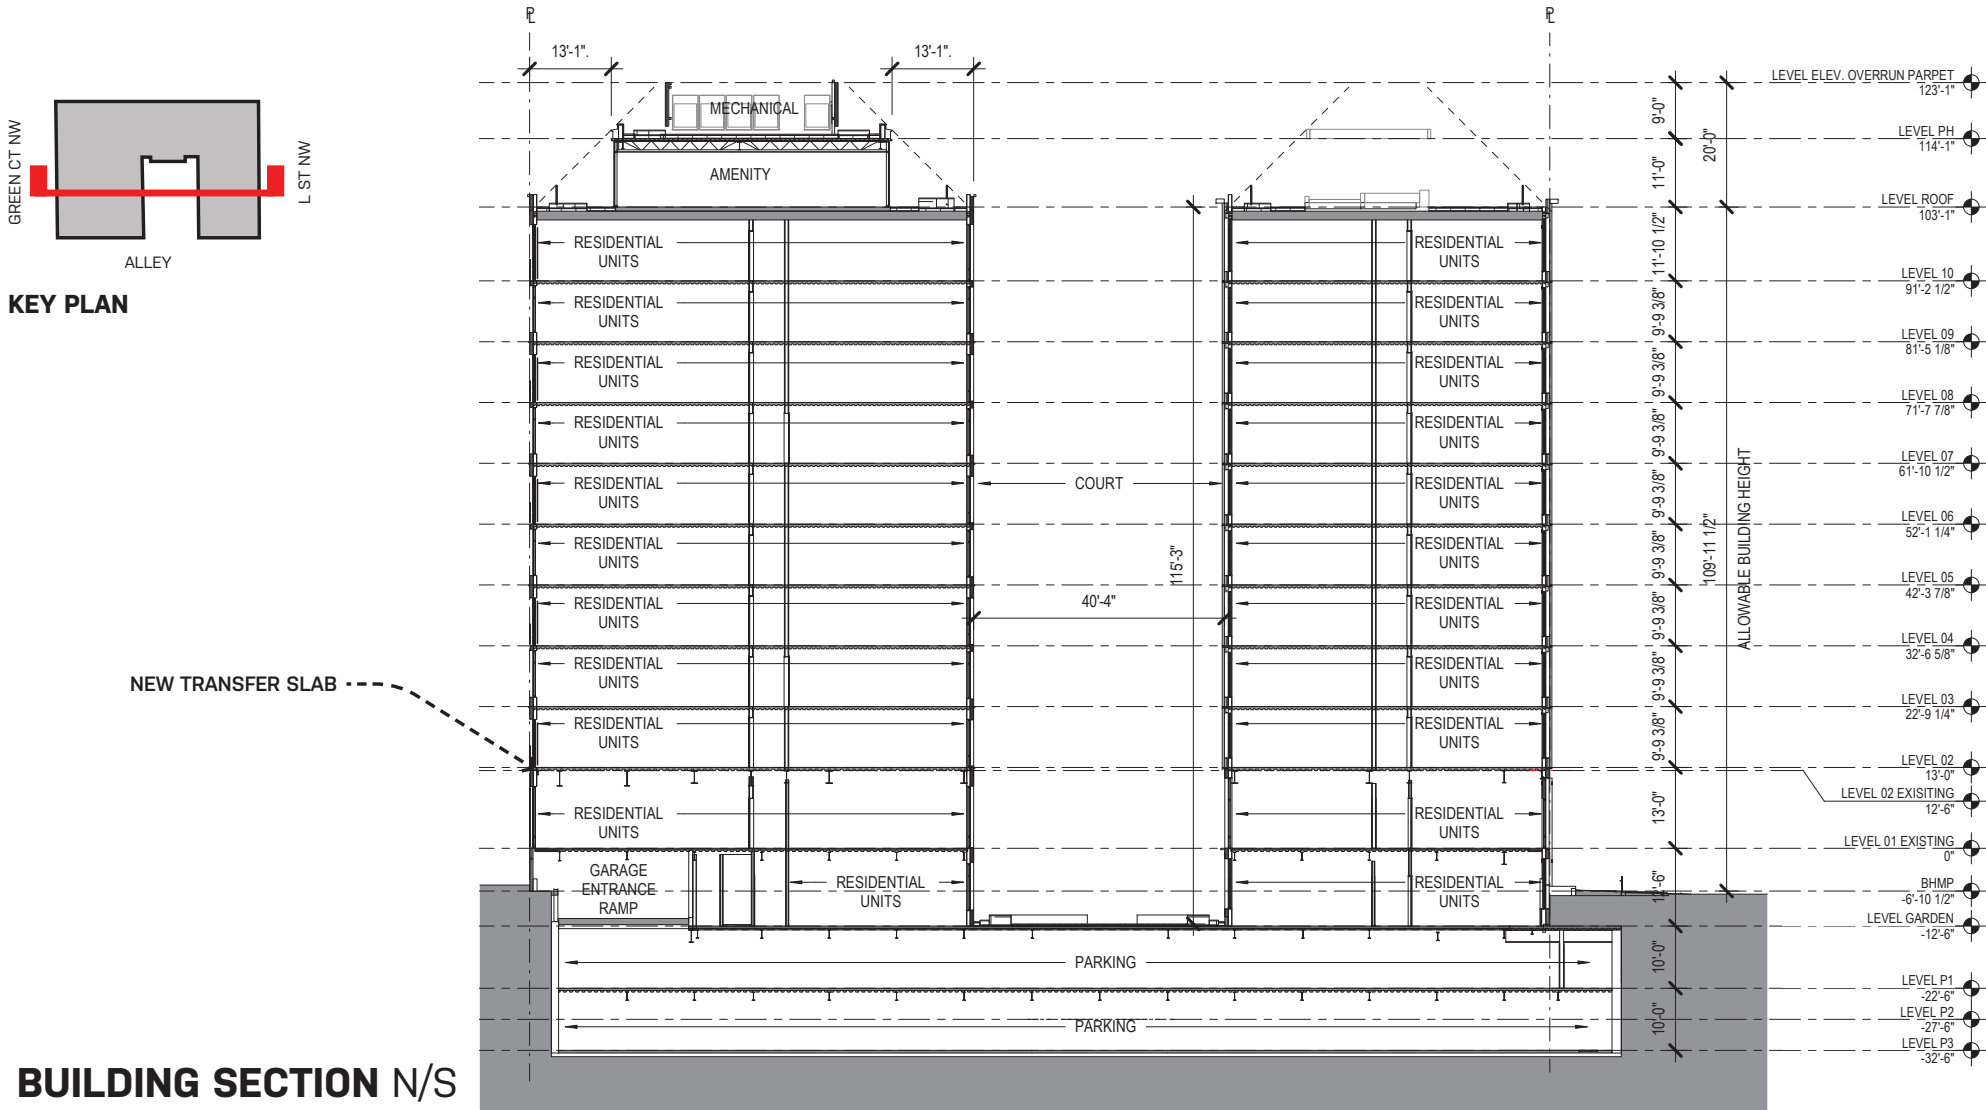 ℄
℄
13'-1".
13'-1".
GREEN CT NW
L ST NW
ALLEY
KEY PLAN
MECHANICAL
AMENITY
RESIDENTIAL
UNITS
RESIDENTIAL
UNITS
RESIDENTIAL
UNITS
RESIDENTIAL
UNITS
RESIDENTIAL
UNITS
RESIDENTIAL
UNITS
RESIDENTIAL
UNITS
RESIDENTIAL
UNITS
RESIDENTIAL
UNITS
RESIDENTIAL
UNITS
GARAGE
ENTRANCE
RAMP
RESIDENTIAL
UNITS
NEW TRANSFER SLAB
COURT
115'-3"
40'-4"
RESIDENTIAL
UNITS
RESIDENTIAL
UNITS
RESIDENTIAL
UNITS
RESIDENTIAL
UNITS
RESIDENTIAL
UNITS
RESIDENTIAL
UNITS
RESIDENTIAL
UNITS
RESIDENTIAL
UNITS
RESIDENTIAL
UNITS
RESIDENTIAL
UNITS
RESIDENTIAL
UNITS
PARKING
PARKING
9'-0"
11'-0"
11'-10 1/2"
9'-9 3/8"
9'-9 3/8"
9'-9 3/8"
9'-9 3/8"
9'-9 3/8"
9'-9 3/8"
9'-9 3/8"
9'-9 3/8"
13'-0"
12'-6"
10'-0"
10'-0"
20'-0"
109'-11 1/2"
ALLOWABLE BUILDING HEIGHT
LEVEL ELEV. OVERRUN PARPET
123'-1"
LEVEL PH
114'-1"
LEVEL ROOF
103'-1"
LEVEL 10
91'-2 1/2"
LEVEL 09
81'-5 1/8"
LEVEL 08
71'-7 7/8"
LEVEL 07
61'-10 1/2"
LEVEL 06
52'-1 1/4"
LEVEL 05
42'-3 7/8"
LEVEL 04
32'-6 5/8"
LEVEL 03
22'-9 1/4"
LEVEL 02
13'-0"
LEVEL 02 EXISITING
12'-6"
LEVEL 01 EXISTING
0"
BHMP
-6'-10 1/2"
LEVEL GARDEN
-12'-6"
LEVEL P1
-22'-6"
LEVEL P2
-27'-6"
LEVEL P3
-32'-6"
BUILDING SECTION N/S